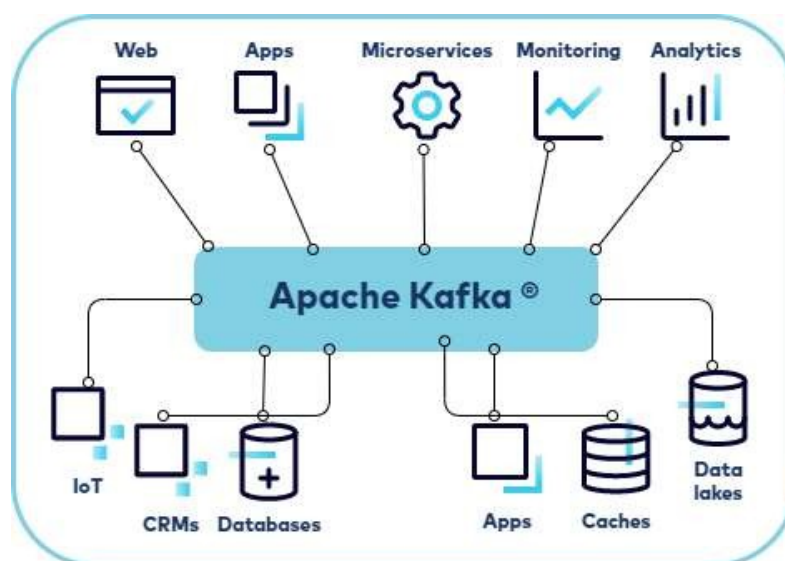 Web Apps Microservices Monitoring Analytics
Apache Kafka ®
IoT
CRMs Databases
Apps Caches
Data
lakes